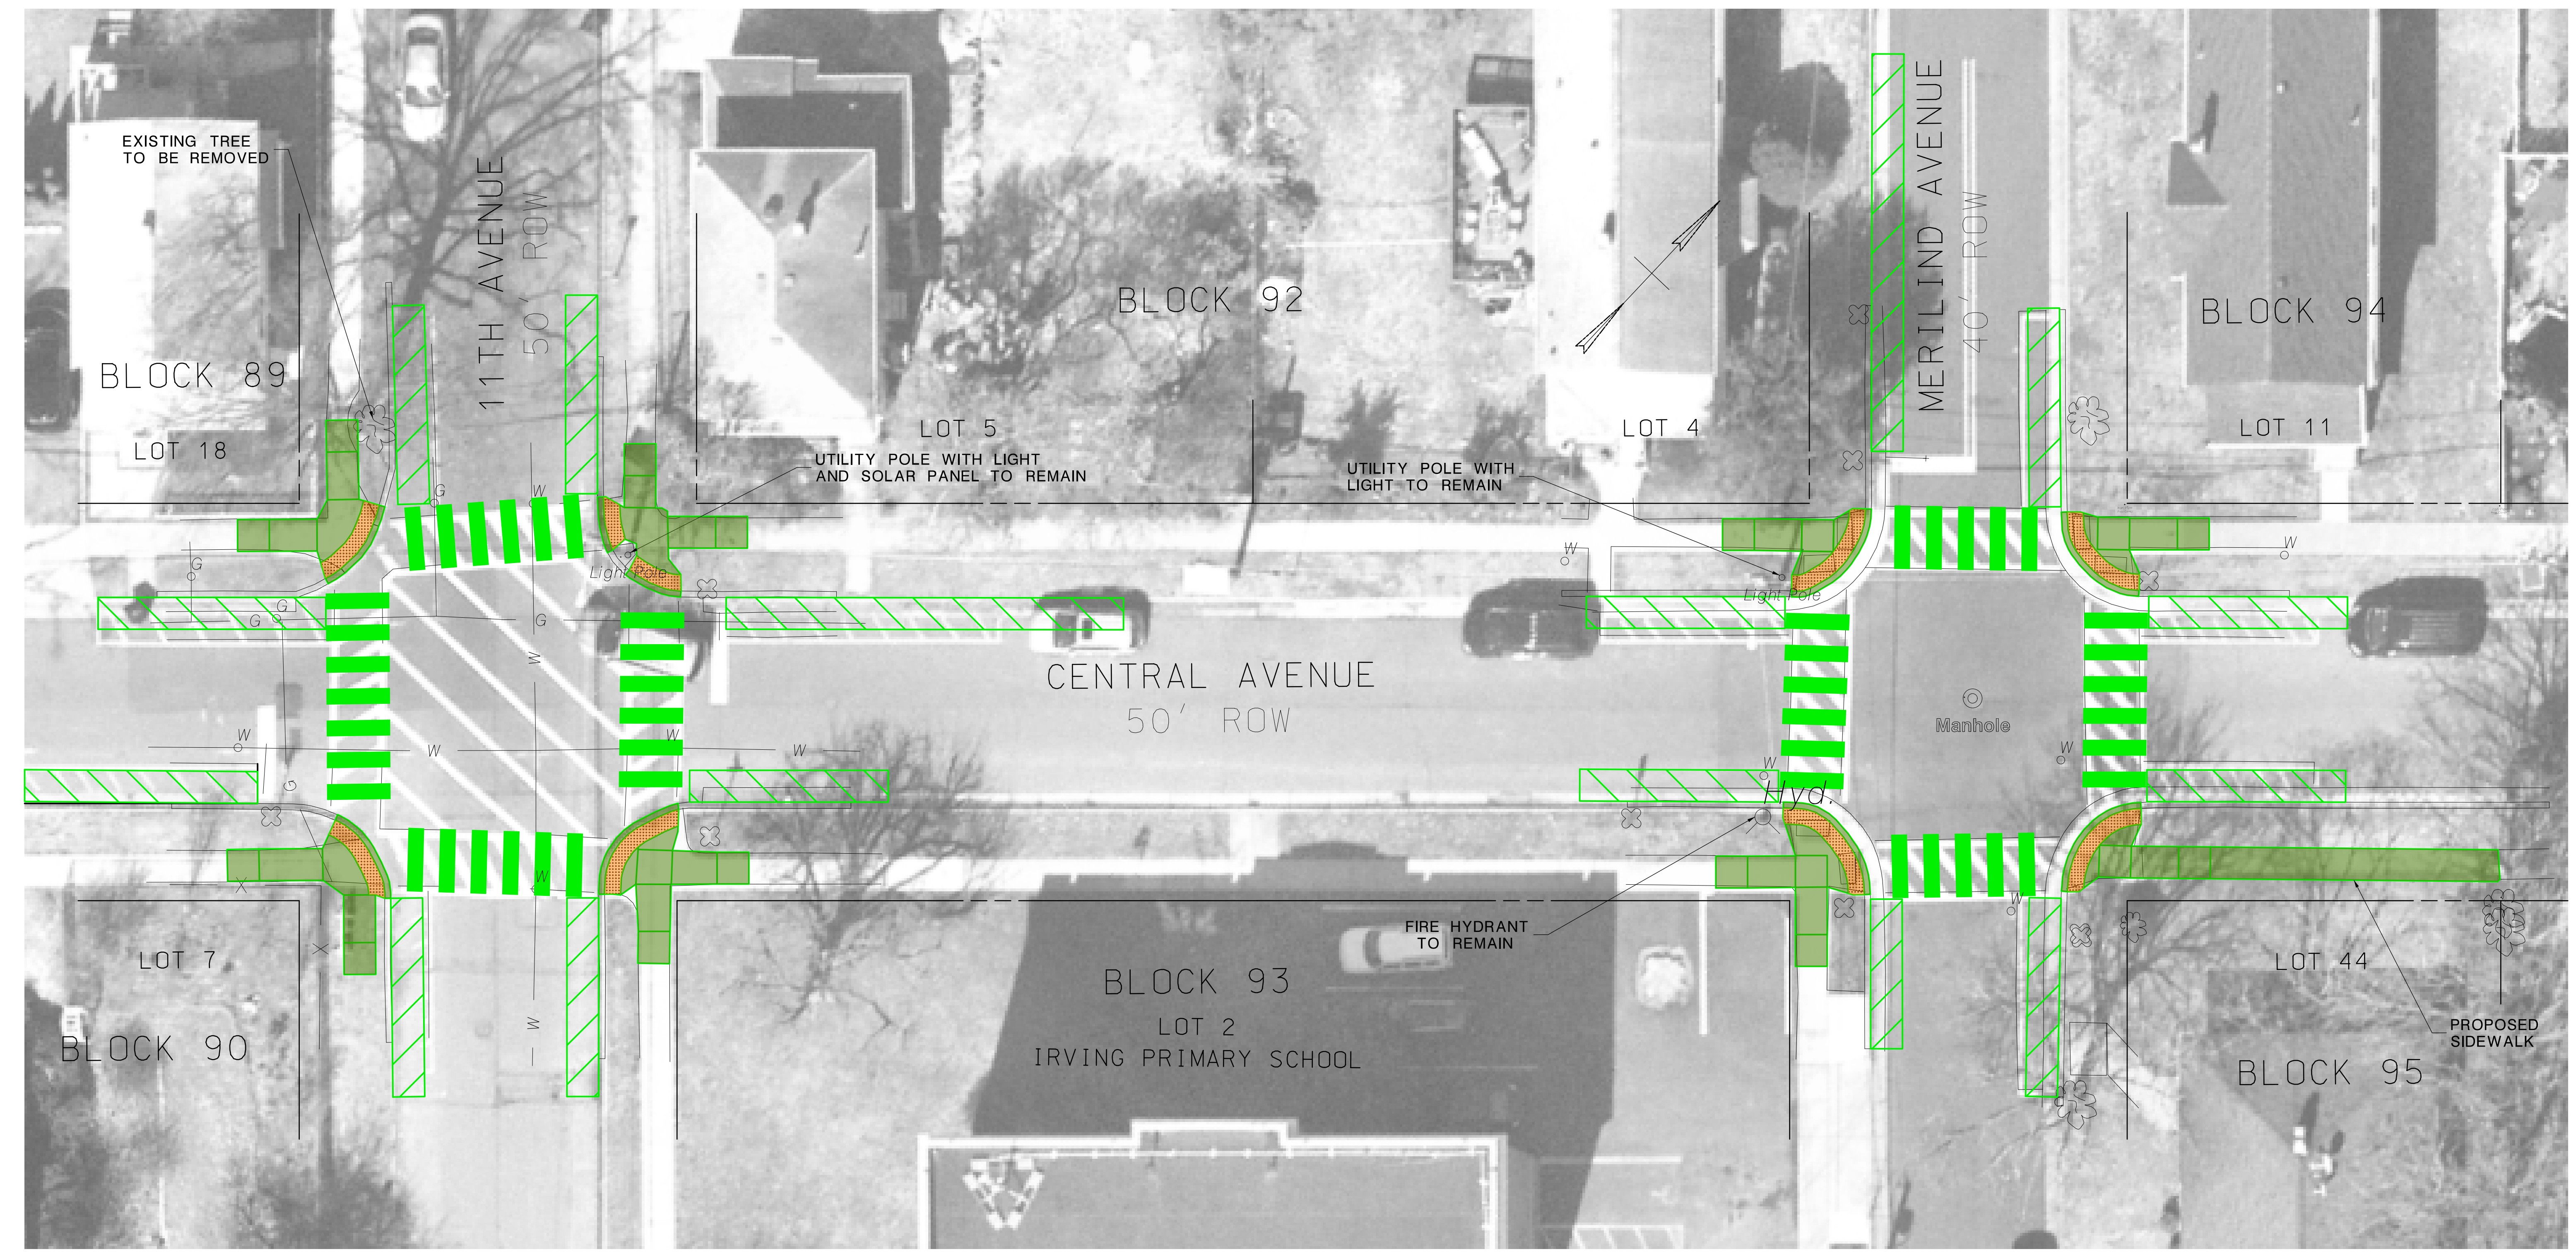 EXISTING TREE
TO BE REMOVED
11TH AVENUE
50' ROW
MERILIND AVENUE
40' ROW
BLOCK 89
LOT 18
BLOCK 92
LOT 5
LOT 4
BLOCK 94
LOT 11
UTILITY POLE WITH LIGHT
AND SOLAR PANEL TO REMAIN
UTILITY POLE WITH
LIGHT TO REMAIN
G
W
W
W
G
Light Pole
Light Pole
G
G
G
W
CENTRAL AVENUE
50' ROW
Manhole
W
W
W
W
W
W
G
Hyd.
W
W
FIRE HYDRANT
TO REMAIN
LOT 7
BLOCK 90
W
BLOCK 93
LOT 2
IRVING PRIMARY SCHOOL
LOT 44
BLOCK 95
PROPOSED
SIDEWALK